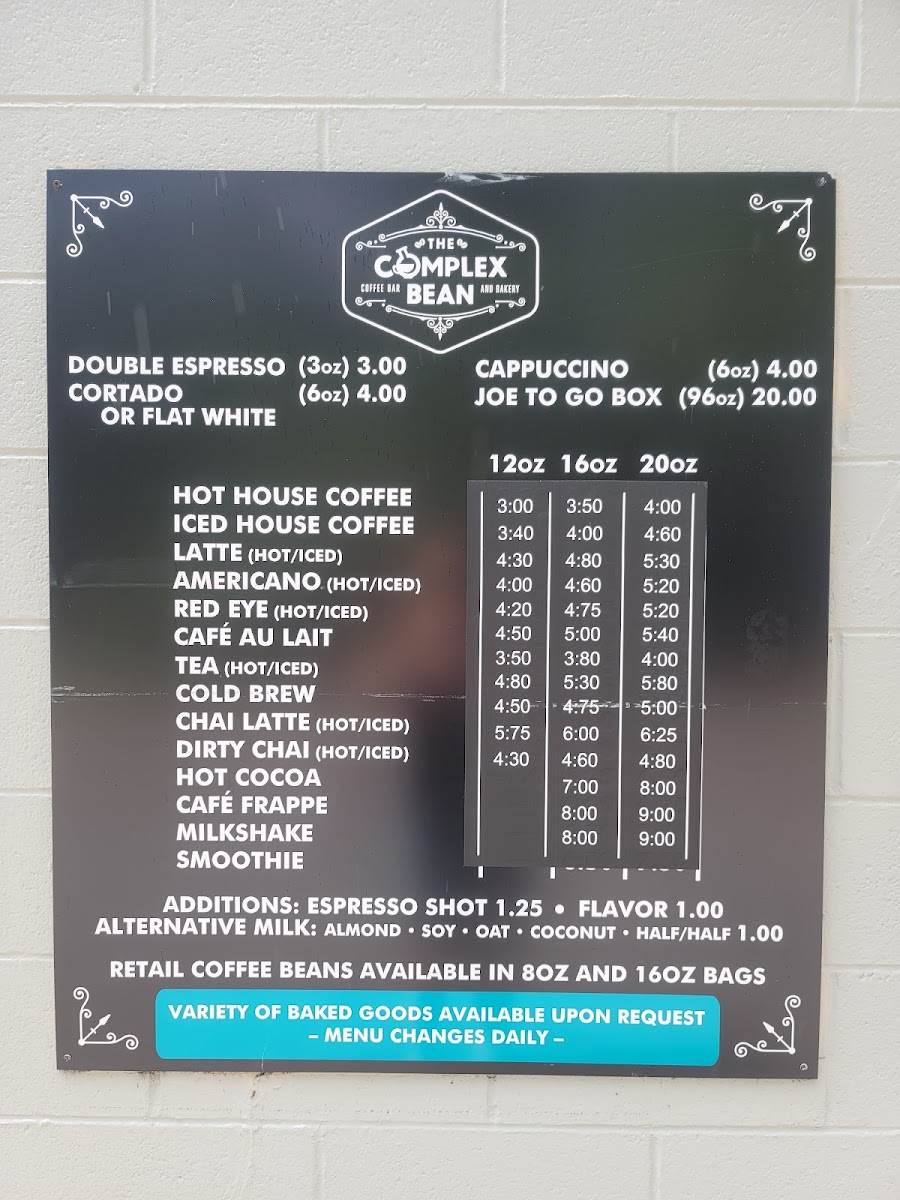 THE
COMPLEX
COFFEE BAR BEAN AND BAKERY
DOUBLE ESPRESSO (3oz) 3.00
CORTADO (6oz) 4.00
OR FLAT WHITE
CAPPUCCINO (6oz) 4.00
JOE TO GO BOX (96oz) 20.00
12oz 16oz 20oz
HOT HOUSE COFFEE 3:00 3:50 4:00
ICED HOUSE COFFEE 3:40 4:00 4:60
LATTE (HOT/ICED) 4:30 4:80 5:30
AMERICANO (HOT/ICED) 4:00 4:60 5:20
RED EYE (HOT/ICED) 4:20 4:75 5:20
CAFÉ AU LAIT 4:50 5:00 5:40
TEA (HOT/ICED) 3:50 3:80 4:00
COLD BREW 4:80 5:30 5:80
CHAI LATTE (HOT/ICED) 4:50 4:75 5:00
DIRTY CHAI (HOT/ICED) 5:75 6:00 6:25
HOT COCOA 4:30 4:60 4:80
CAFÉ FRAPPE 7:00 8:00
MILKSHAKE 8:00 9:00
SMOOTHIE 8:00 9:00
ADDITIONS: ESPRESSO SHOT 1.25 • FLAVOR 1.00
ALTERNATIVE MILK: ALMOND • SOY • OAT • COCONUT • HALF/HALF 1.00
RETAIL COFFEE BEANS AVAILABLE IN 8OZ AND 16OZ BAGS
VARIETY OF BAKED GOODS AVAILABLE UPON REQUEST
– MENU CHANGES DAILY –